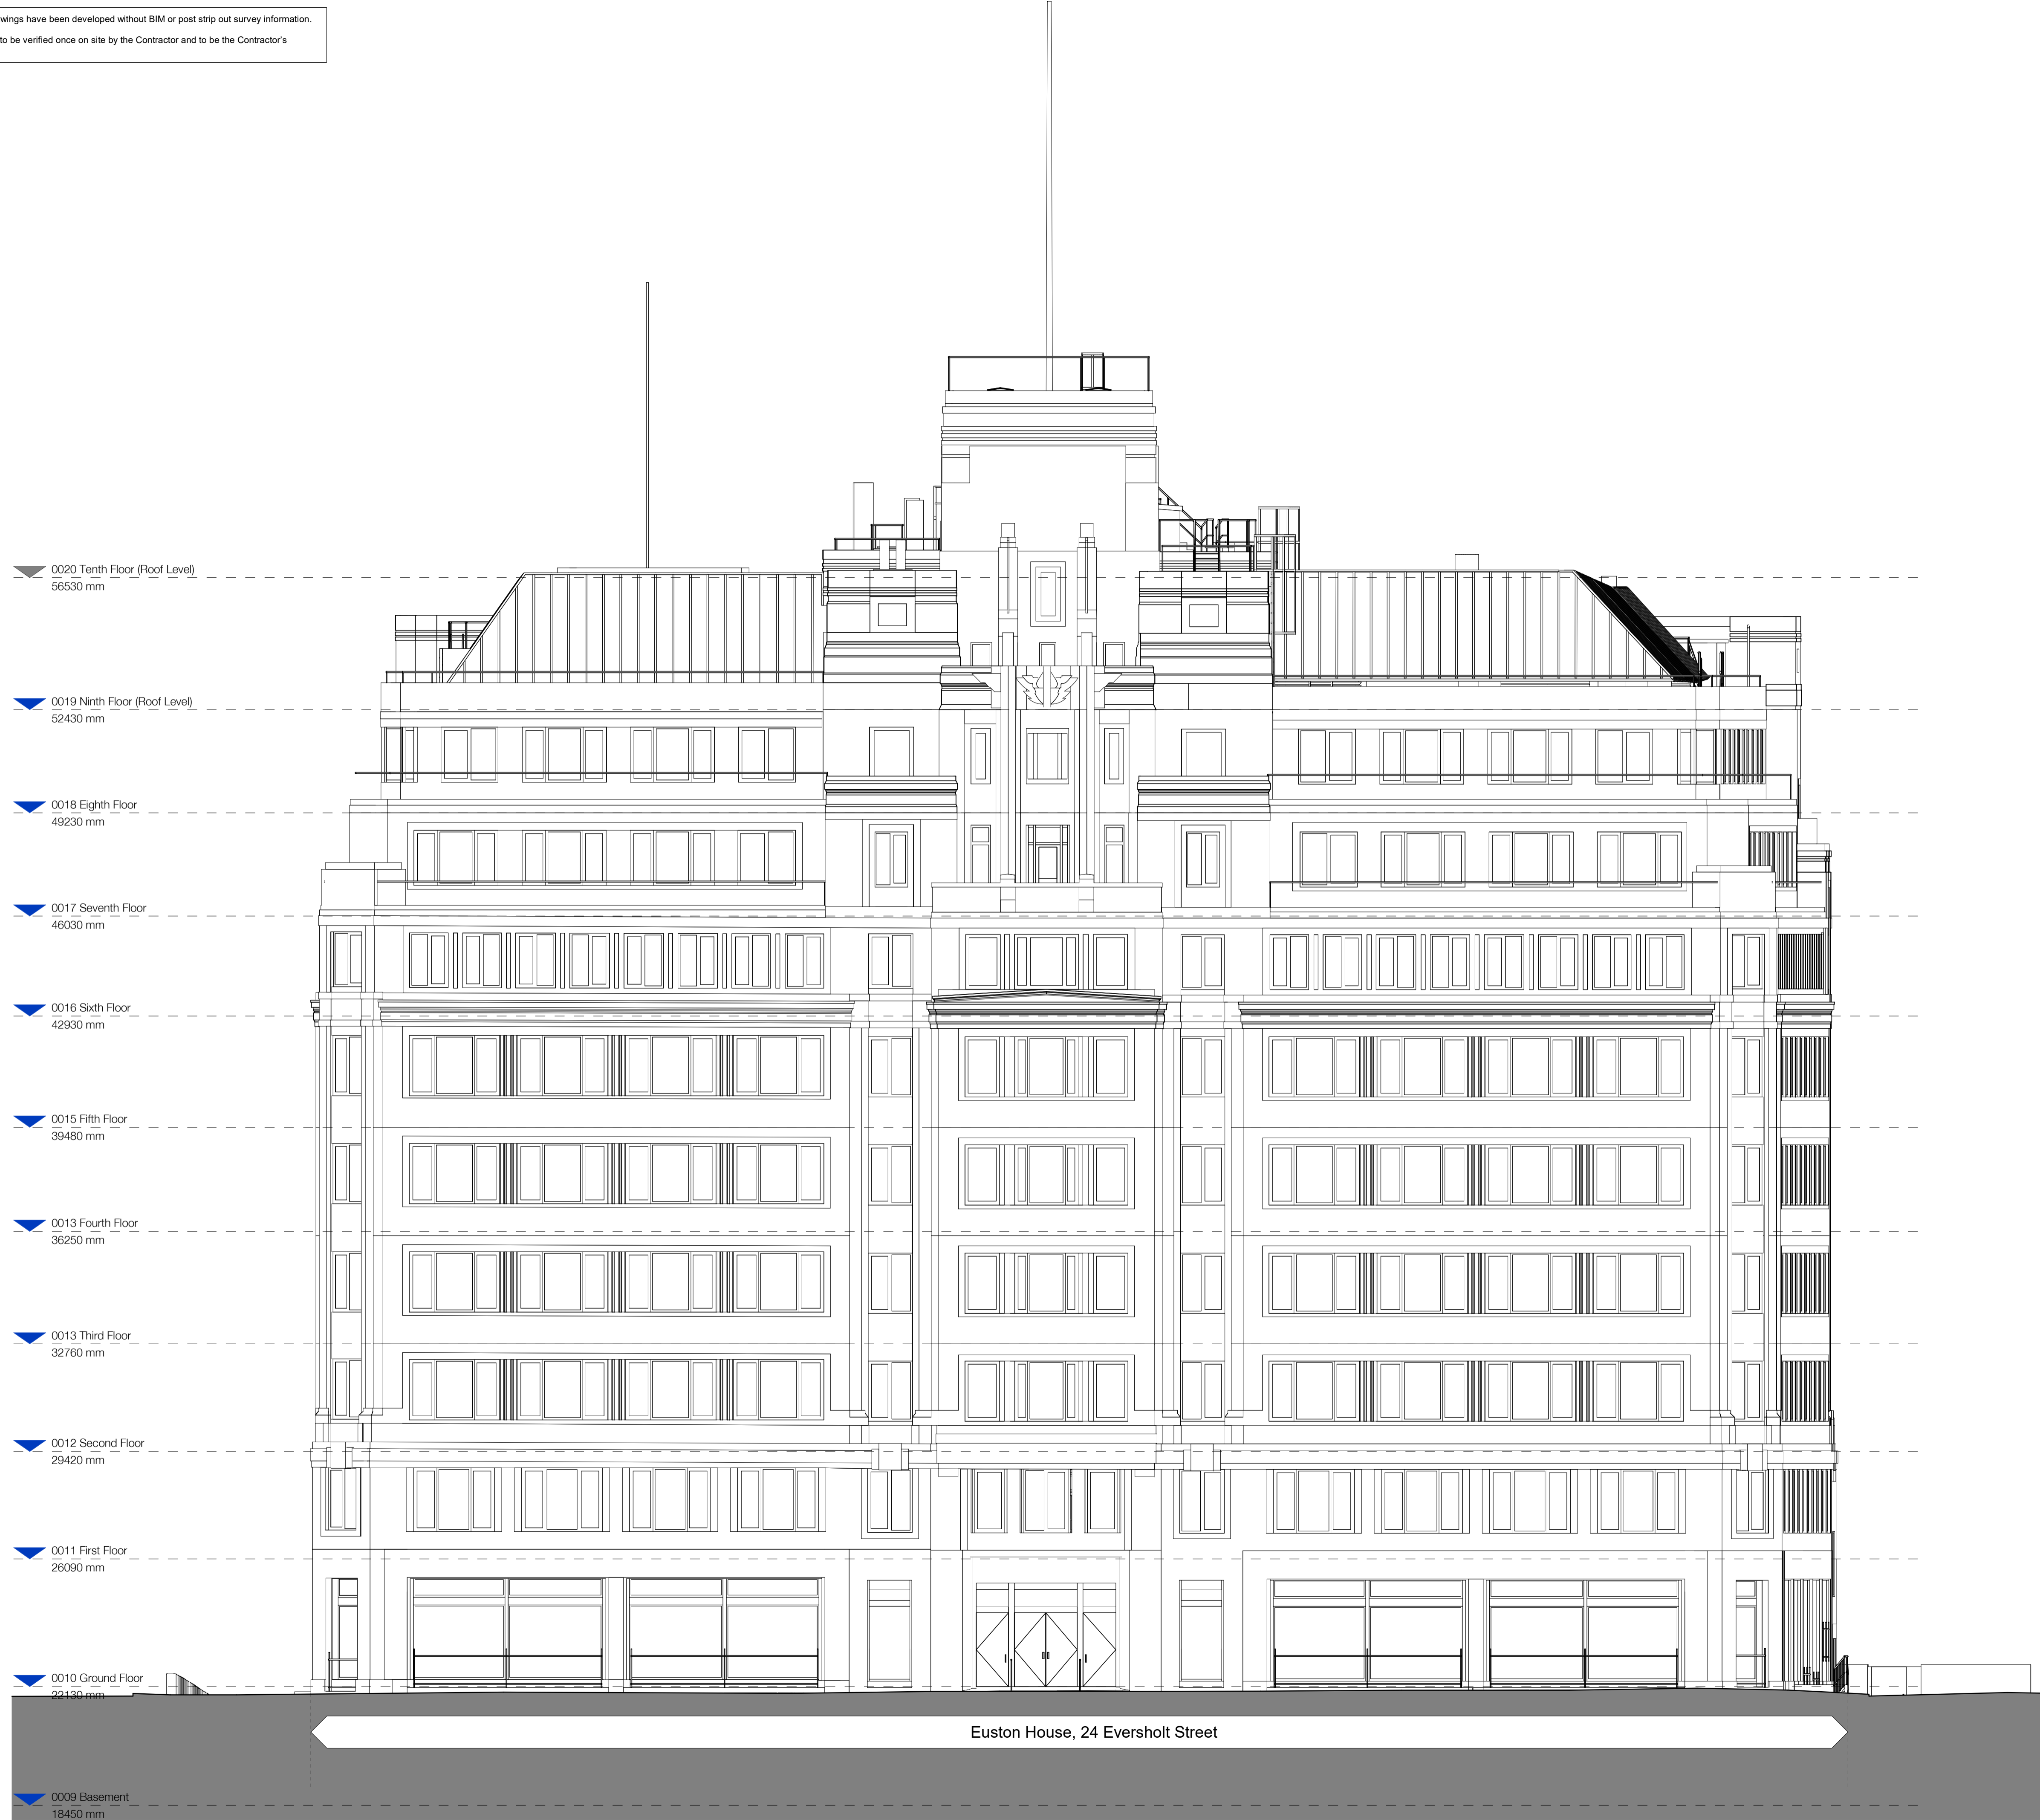 wings have been developed without BIM or post strip out survey information.
to be verified once on site by the Contractor and to be the Contractor's
0020 Tenth Floor (Roof Level)
56530 mm
0019 Ninth Floor (Roof Level)
52430 mm
0018 Eighth Floor
49230 mm
0017 Seventh Floor
46030 mm
0016 Sixth Floor
42930 mm
0015 Fifth Floor
39480 mm
0013 Fourth Floor
36250 mm
0013 Third Floor
32760 mm
0012 Second Floor
29420 mm
0011 First Floor
26090 mm
0010 Ground Floor
22130 mm
Euston House, 24 Eversholt Street
0009 Basement
18450 mm